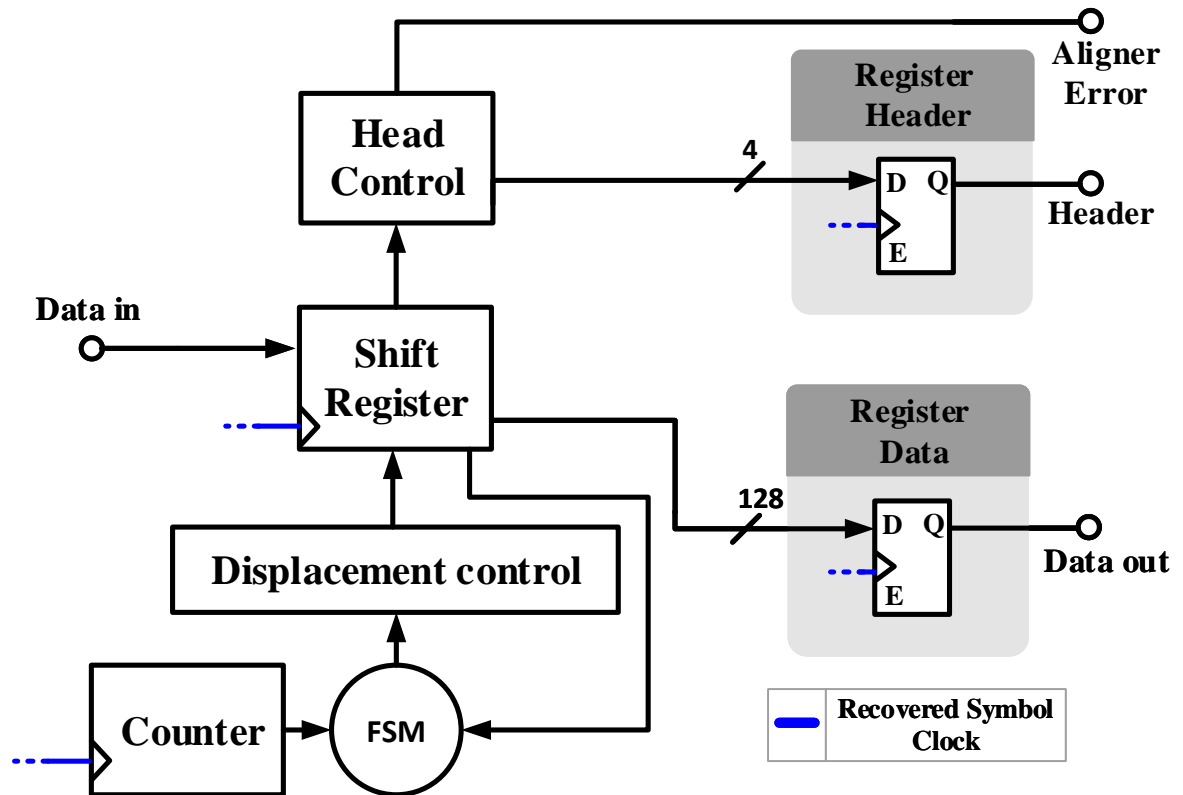 Aligner
Error
Register
Header
Head
Control
4
D Q
E
Header
Data in
Shift
Register
Register
Data
128
D Q
E
Data out
Displacement control
Counter
FSM
Recovered Symbol
Clock